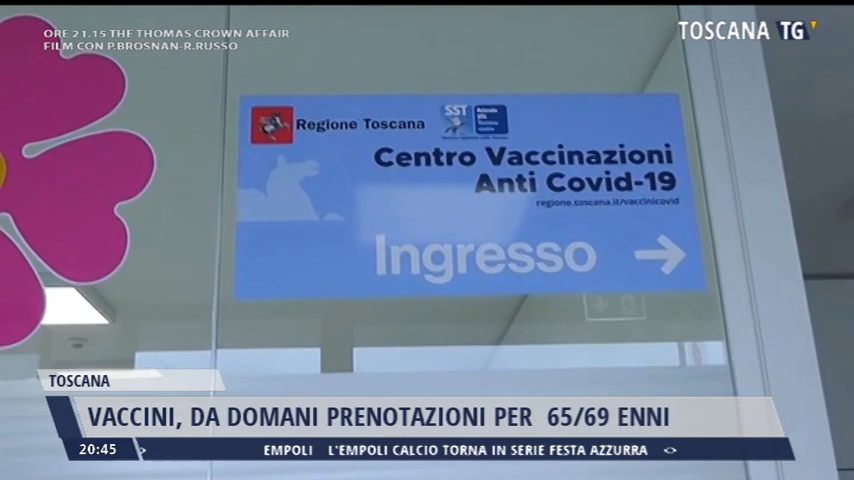 ORE 21.15 THE THOMAS CROWN AFFAIR
FILM CON P.BROSNAN-R.RUSSO
TOSCANA TG
Regione Toscana
SST
Centro Vaccinazioni
Anti Covid-19
regione.toscana.it/vaccinicovid
Ingresso
TOSCANA
VACCINI, DA DOMANI PRENOTAZIONI PER 65/69 ENNI
20:45
EMPOLI L'EMPOLI CALCIO TORNA IN SERIE FESTA AZZURRA